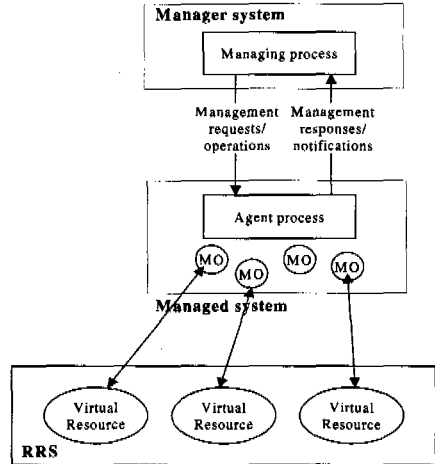 Manager system
Managing process
Management
requests/
operations
Management
responses/
notifications
Agent process
MO
MO
MO
MO
Managed system
Virtual
Resource
Virtual
Resource
Virtual
Resource
RRS